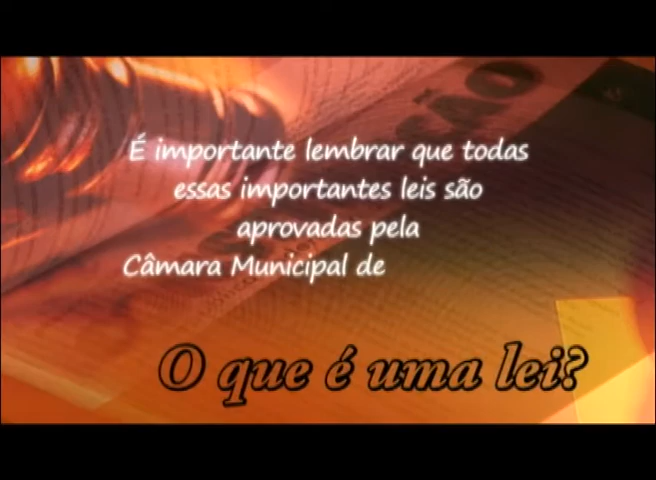 É importante lembrar que todas
essas importantes leis são
aprovadas pela
Câmara Municipal de
O que é uma lei?